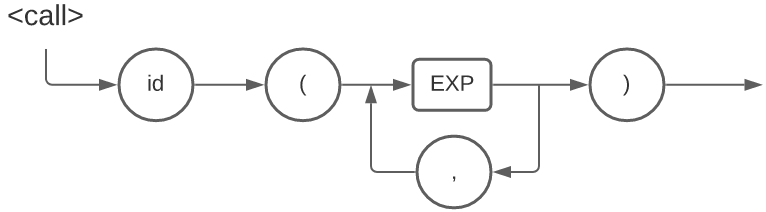 <call>
id ( EXP )
,